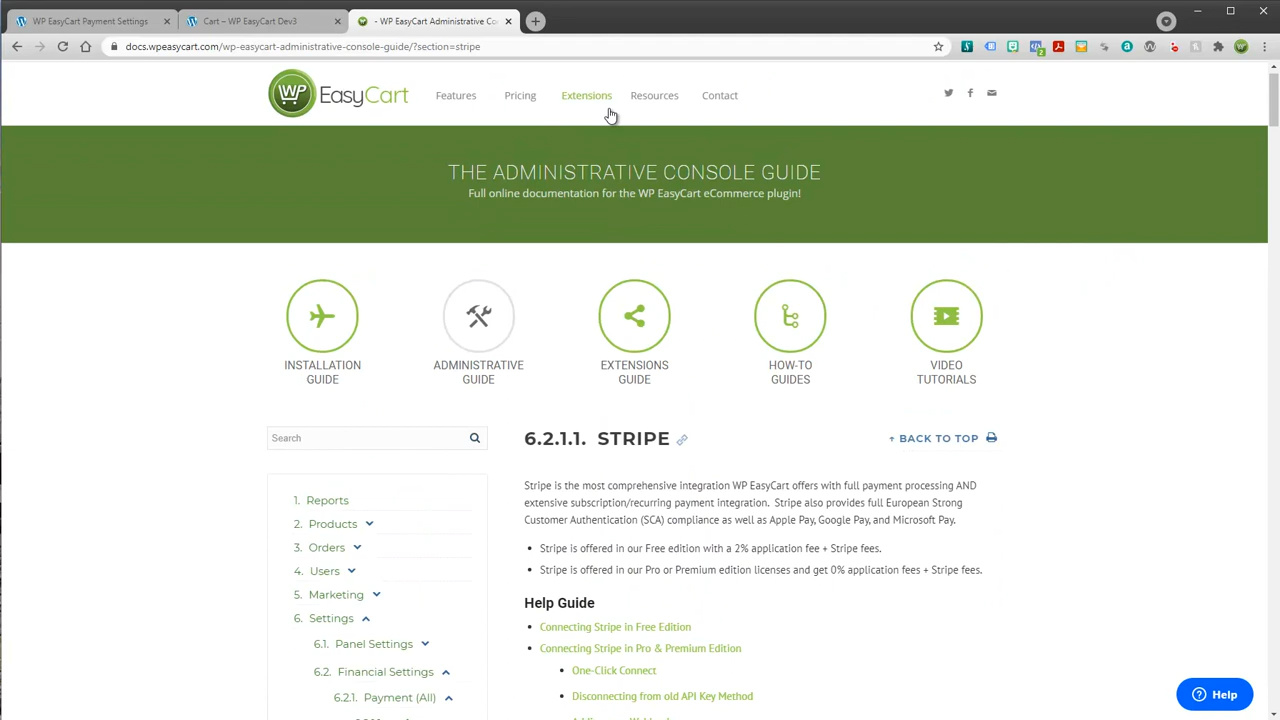 WP EasyCart Payment Settings
Cart – WP EasyCart Dev3
- WP EasyCart Administrative Co
docs.wpeasycart.com/wp-easycart-administrative-console-guide/?section=stripe
2
WP EasyCart
Features
Pricing
Extensions
Resources
Contact
THE ADMINISTRATIVE CONSOLE GUIDE
Full online documentation for the WP EasyCart eCommerce plugin!
INSTALLATION
GUIDE
ADMINISTRATIVE
GUIDE
EXTENSIONS
GUIDE
HOW-TO
GUIDES
VIDEO
TUTORIALS
Search
1. Reports
2. Products
3. Orders
4. Users
5. Marketing
6. Settings
6.1. Panel Settings
6.2. Financial Settings
6.2.1. Payment (All)
6.2.1.1. STRIPE
↑ BACK TO TOP
Stripe is the most comprehensive integration WP EasyCart offers with full payment processing AND
extensive subscription/recurring payment integration. Stripe also provides full European Strong
Customer Authentication (SCA) compliance as well as Apple Pay, Google Pay, and Microsoft Pay.
• Stripe is offered in our Free edition with a 2% application fee + Stripe fees.
• Stripe is offered in our Pro or Premium edition licenses and get 0% application fees + Stripe fees.
Help Guide
• Connecting Stripe in Free Edition
• Connecting Stripe in Pro & Premium Edition
• One-Click Connect
• Disconnecting from old API Key Method
Help